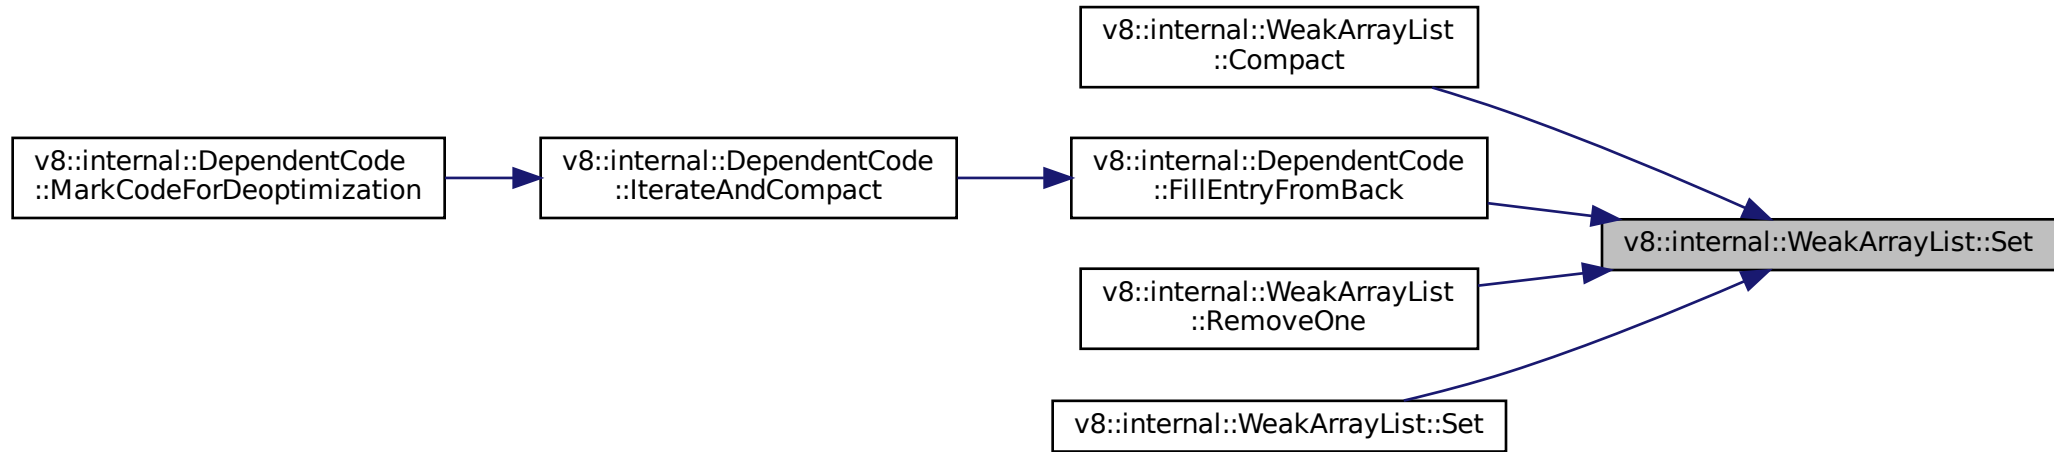 v8::internal::WeakArrayList
::Compact
v8::internal::DependentCode
::MarkCodeForDeoptimization
v8::internal::DependentCode
::IterateAndCompact
v8::internal::DependentCode
::FillEntryFromBack
v8::internal::WeakArrayList::Set
v8::internal::WeakArrayList
::RemoveOne
v8::internal::WeakArrayList::Set